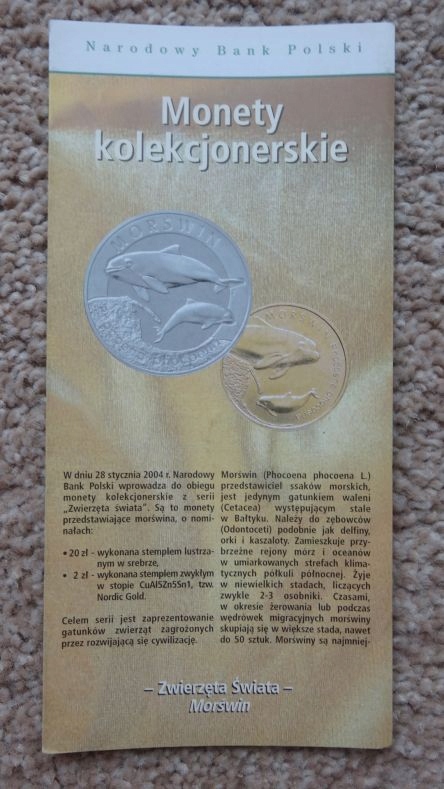 Narodowy Bank Polski
Monety
kolekcjonerskie
MORŚWIN
MORŚWIN
W dniu 28 stycznia 2004 r. Narodowy
Bank Polski wprowadza do obiegu
monety kolekcjonerskie z serii
„Zwierzęta świata". Są to monety
przedstawiające morświna, o nomi-
nałach:
• 20 zł - wykonana stemplem lustrza-
nym w srebrze,
• 2 zł - wykonana stemplem zwykłym
w stopie CuAl5Zn5Sn1, tzw.
Nordic Gold.
Celem serii jest zaprezentowanie
gatunków zwierząt zagrożonych
przez rozwijającą się cywilizację.
Morświn (Phocoena phocoena L.)
przedstawiciel ssaków morskich,
jest jedynym gatunkiem waleni
(Cetacea) występującym stale
w Bałtyku. Należy do zębowców
(Odontoceti) podobnie jak delfiny,
orki i kaszaloty. Zamieszkuje przy-
brzeżne rejony mórz i oceanów
w umiarkowanych strefach klima-
tycznych półkuli północnej. Żyje
w niewielkich stadach, liczących
zwykle 2-3 osobniki. Czasami,
w okresie żerowania lub podczas
wędrówek migracyjnych morświny
skupiają się w większe stada, nawet
do 50 sztuk. Morświny są najmniej-
– Zwierzęta Świata –
Morświn